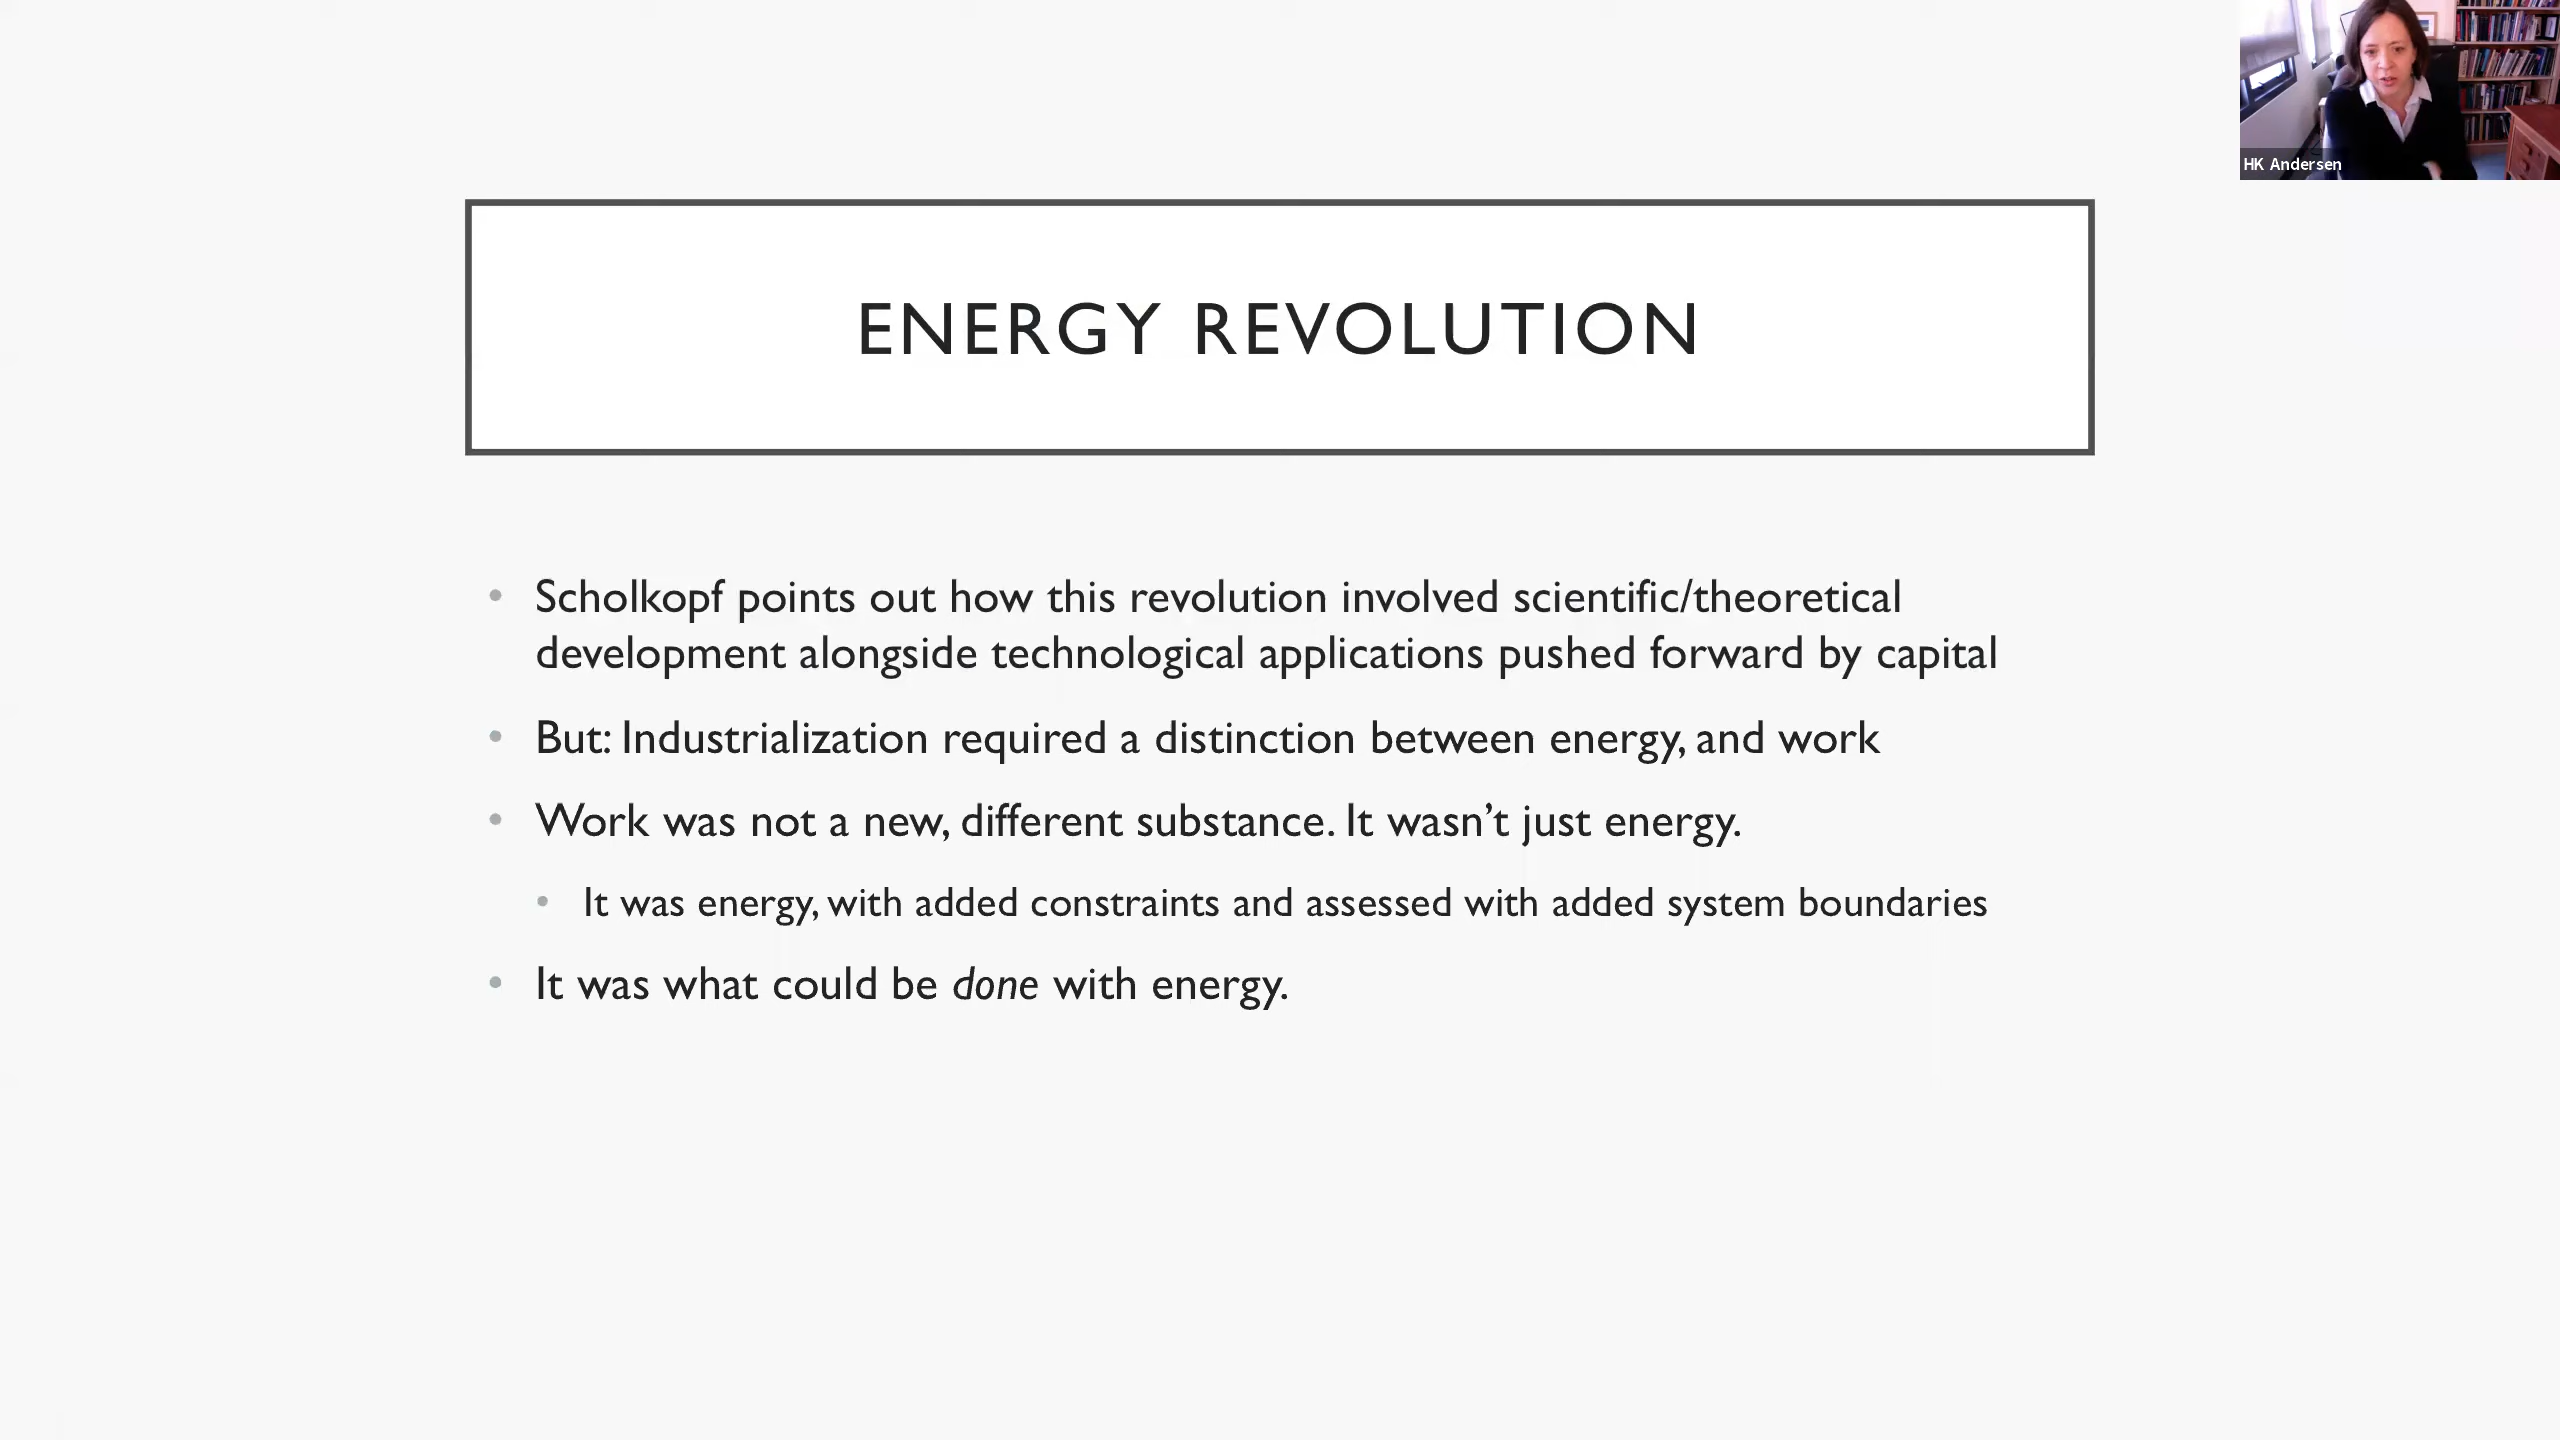 HK Andersen
ENERGY REVOLUTION
• Scholkopf points out how this revolution involved scientific/theoretical
development alongside technological applications pushed forward by capital
• But: Industrialization required a distinction between energy, and work
• Work was not a new, different substance. It wasn’t just energy.
• It was energy, with added constraints and assessed with added system boundaries
• It was what could be done with energy.